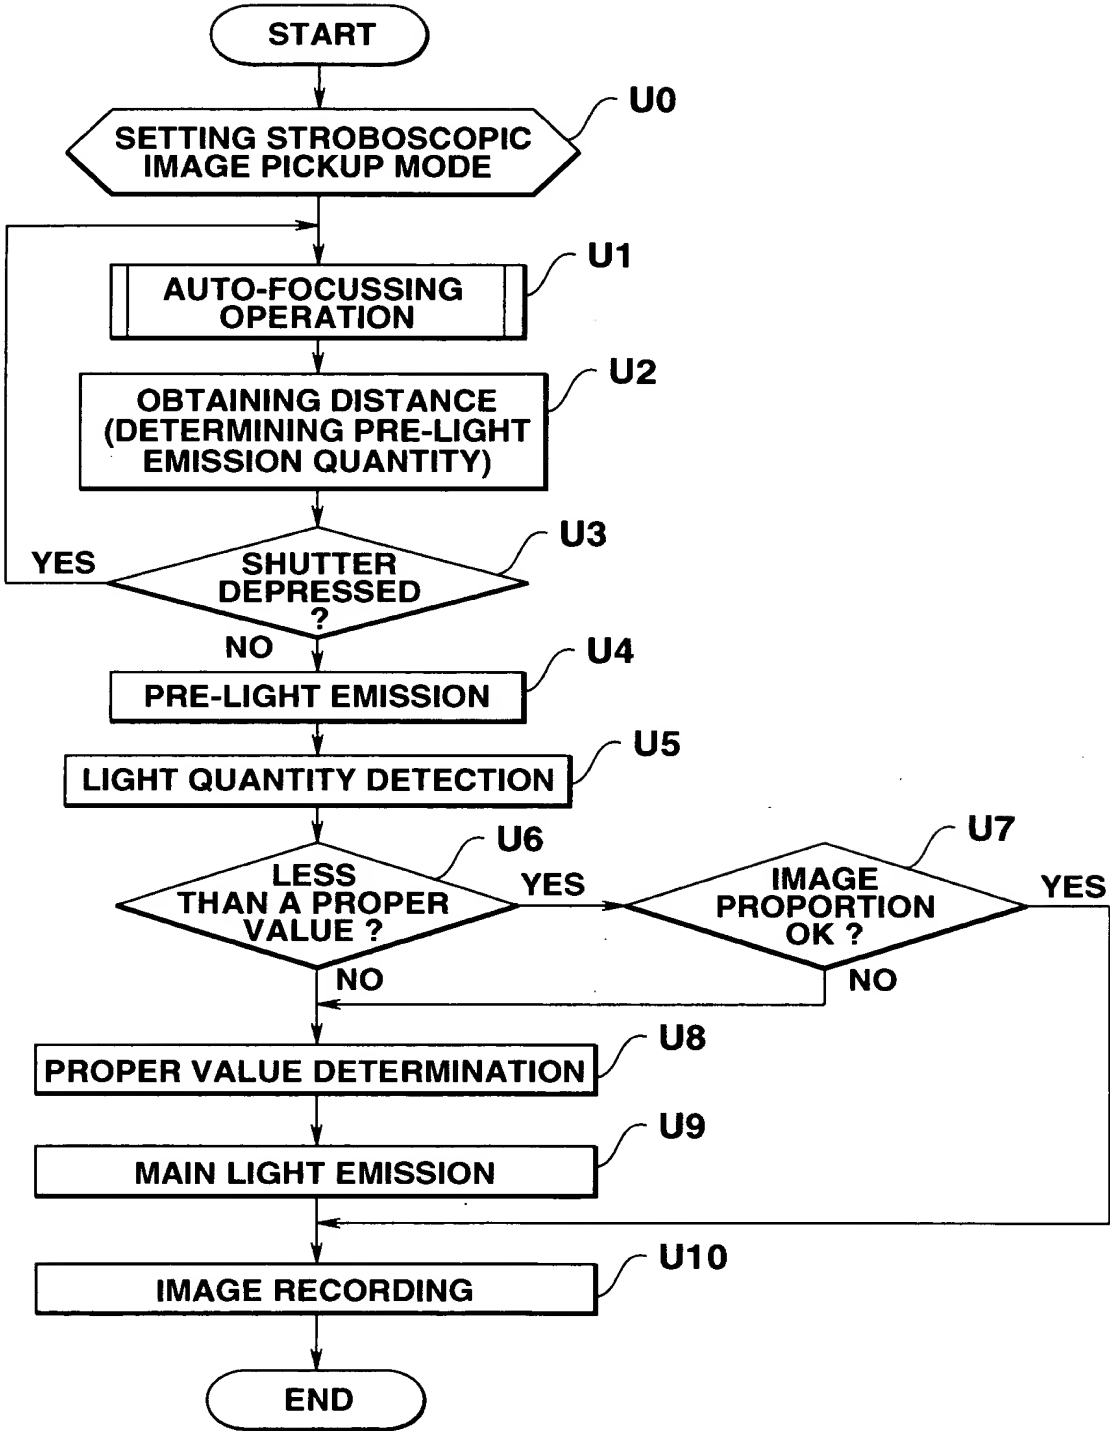 START
U0
SETTING STROBOSCOPIC
IMAGE PICKUP MODE
U1
AUTO-FOCUSSING
OPERATION
U2
OBTAINING DISTANCE
(DETERMINING PRE-LIGHT
EMISSION QUANTITY)
U3
YES
SHUTTER
DEPRESSED
?
NO
U4
PRE-LIGHT EMISSION
U5
LIGHT QUANTITY DETECTION
U6
LESS
THAN A PROPER
VALUE ?
YES
NO
U7
IMAGE
PROPORTION
OK ?
YES
NO
U8
PROPER VALUE DETERMINATION
U9
MAIN LIGHT EMISSION
U10
IMAGE RECORDING
END